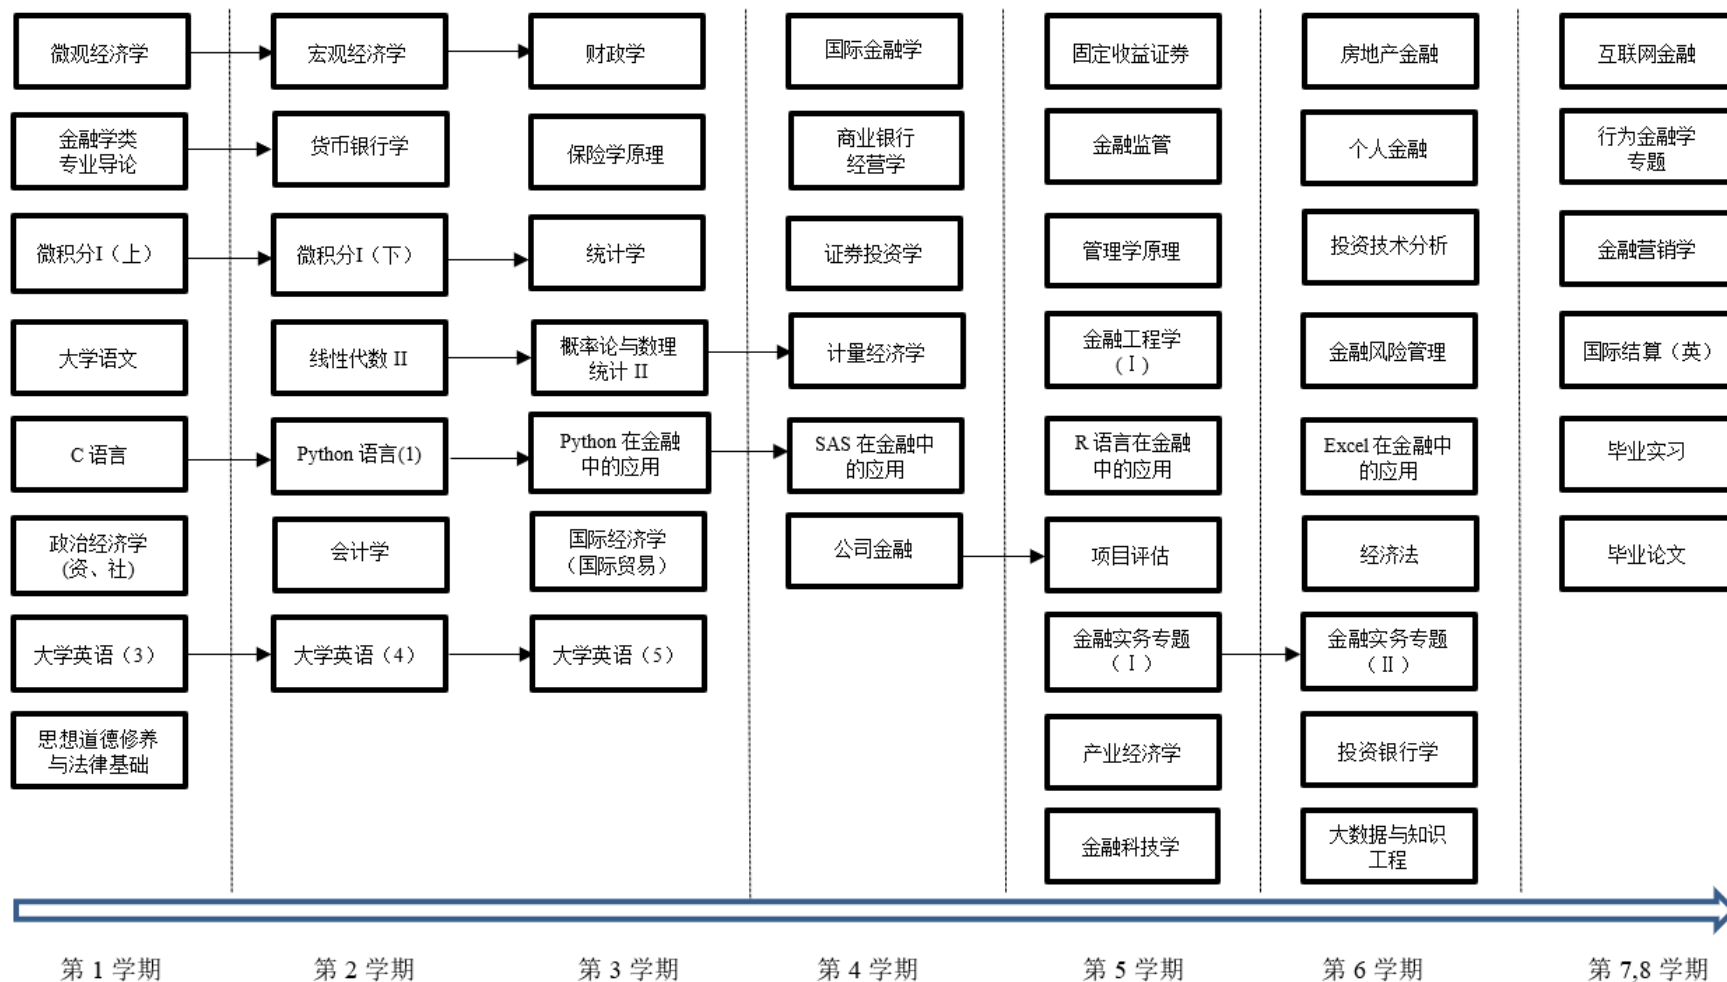 微观经济学
宏观经济学
财政学
国际金融学
固定收益证券
房地产金融
互联网金融
金融学类
专业导论
货币银行学
保险学原理
商业银行
经营学
金融监管
个人金融
行为金融学
专题
微积分I（上）
微积分I（下）
统计学
证券投资学
管理学原理
投资技术分析
金融营销学
大学语文
线性代数 II
概率论与数理
统计 II
计量经济学
金融工程学
(Ⅰ)
金融风险管理
国际结算（英）
C 语言
Python 语言(1)
Python 在金融
中的应用
SAS 在金融中
的应用
R 语言在金融
中的应用
Excel 在金融中
的应用
毕业实习
政治经济学
(资、社)
会计学
国际经济学
（国际贸易）
公司金融
项目评估
经济法
毕业论文
大学英语（3）
大学英语（4）
大学英语（5）
金融实务专题
（Ⅰ）
金融实务专题
（Ⅱ）
思想道德修养
与法律基础
产业经济学
投资银行学
金融科技学
大数据与知识
工程
第 1 学期
第 2 学期
第 3 学期
第 4 学期
第 5 学期
第 6 学期
第 7,8 学期